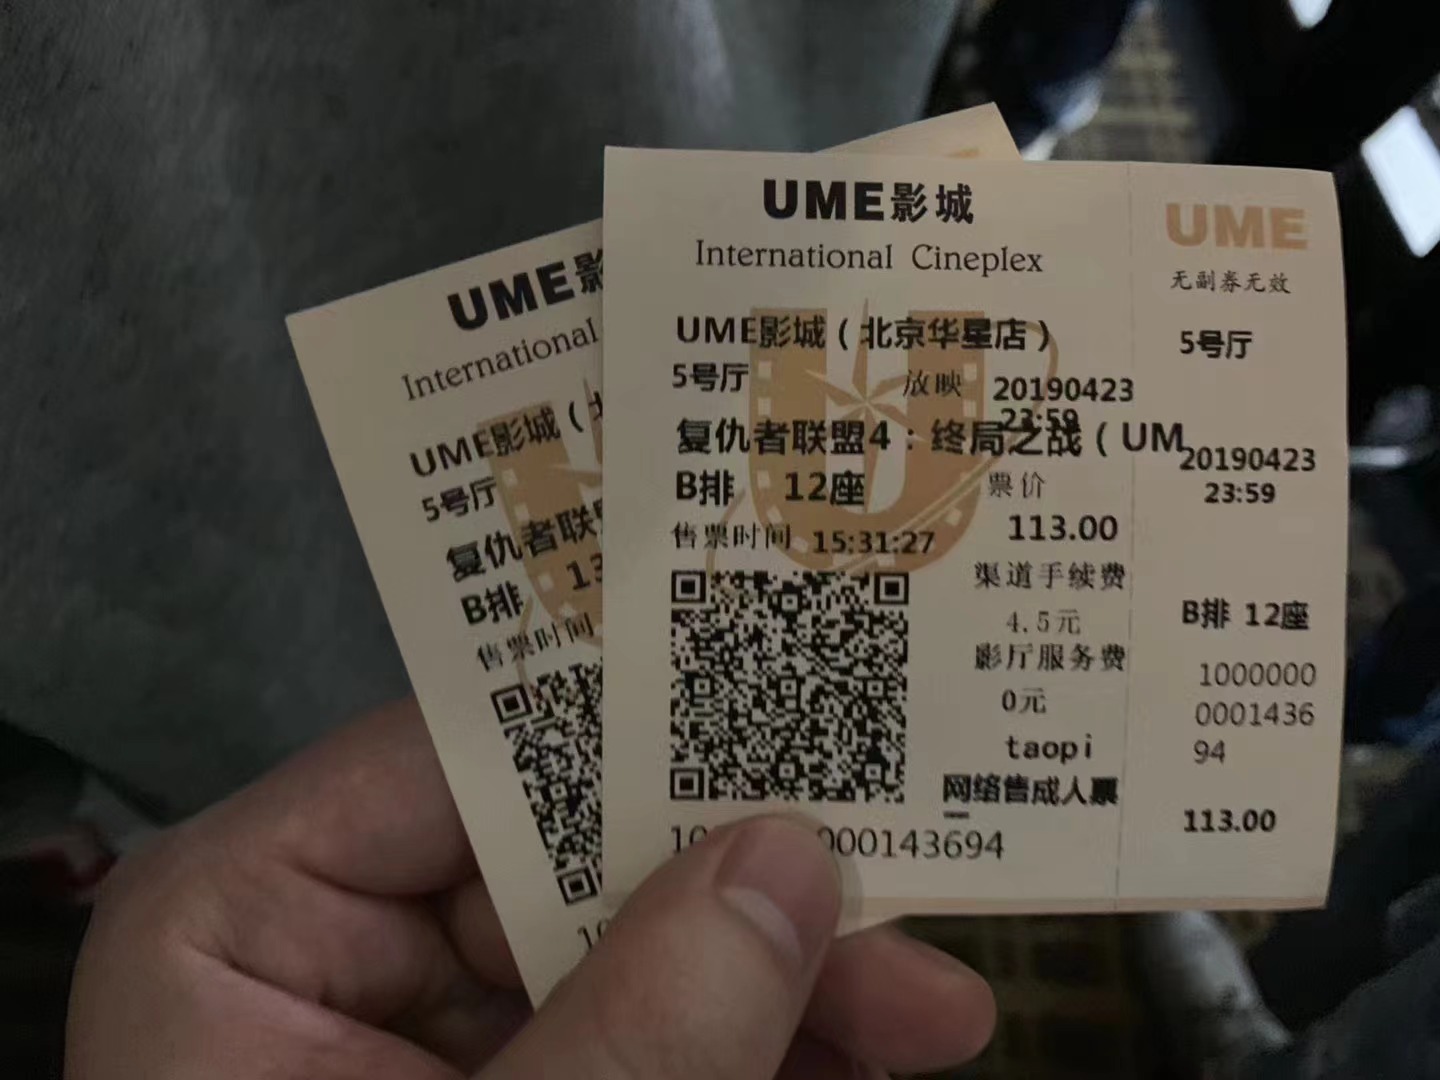 UME影城
International Cineplex
UME影城（北京华星店）
5号厅 放映 20190423
23:59
复仇者联盟4：终局之战（UM
B排 12座 票价
113.00
售票时间 15:31:27
渠道手续费
4.5元
影厅服务费
0元
taopi
网络售成人票
000143694
UME
无副券无效
5号厅
20190423
23:59
B排 12座
1000000
0001436
94
113.00
UME影
International
UME影城（北
5号厅
复仇者联盟
B排 13
售票时间
10